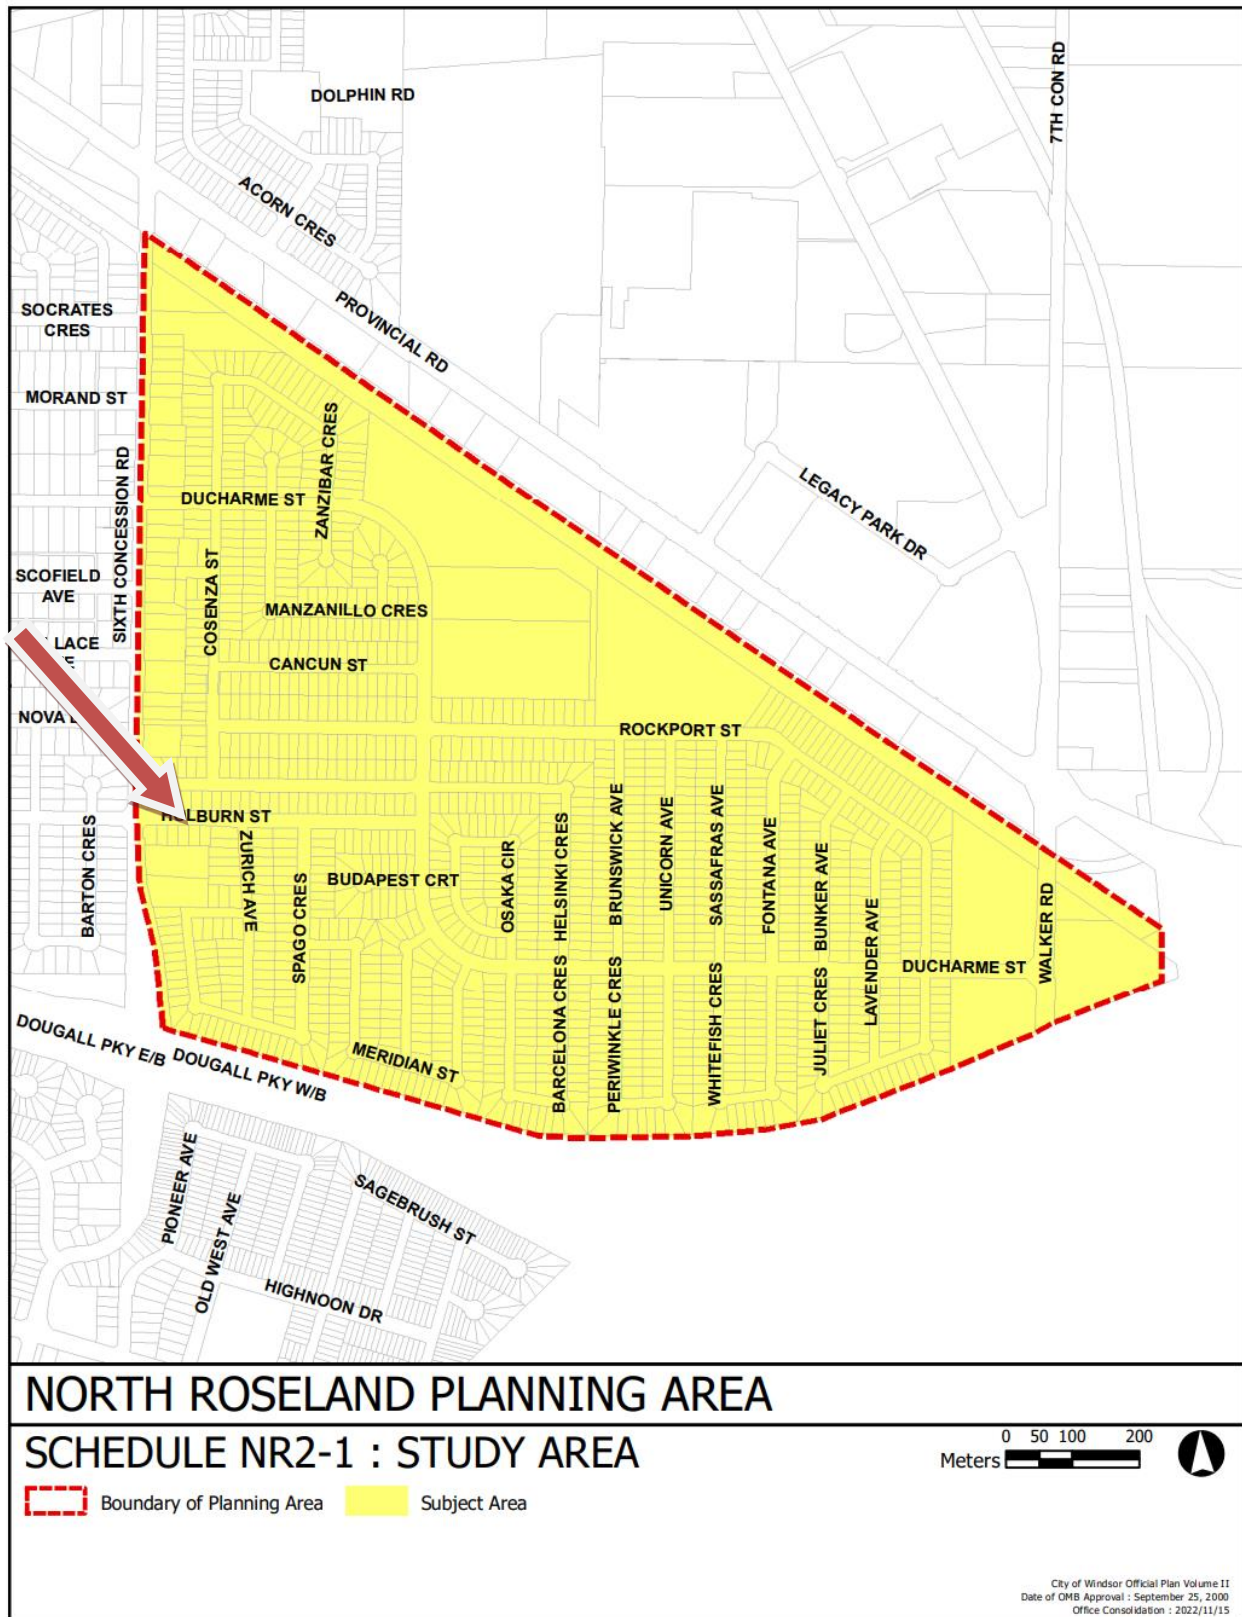 DOLPHIN RD
7TH CON RD
ACORN CRES
PROVINCIAL RD
SOCRATES
CRES
MORAND ST
SIXTH CONCESSION RD
ZANZIBAR CRES
LEGACY PARK DR
DUCHARME ST
SCOFIELD
AVE
COSENZA ST
MANZANILLO CRES
LACE
CANCUN ST
NOVA
ROCKPORT ST
BARTON CRES
HOLBURN ST
ZURICH AVE
SPAGO CRES
BUDAPEST CRT
OSAKA CIR
HELSINKI CRES
BRUNSWICK AVE
UNICORN AVE
SASSAFRAS AVE
FONTANA AVE
BUNKER AVE
LAVENDER AVE
WALKER RD
DUCHARME ST
BARCELONA CRES
PERIWINKLE CRES
WHITEFISH CRES
JULIET CRES
DOUGALL PKY E/B
DOUGALL PKY W/B
MERIDIAN ST
PIONEER AVE
OLD WEST AVE
SAGEBRUSH ST
HIGHNOON DR
NORTH ROSELAND PLANNING AREA
SCHEDULE NR2-1 : STUDY AREA
0 50 100 200
Meters
Boundary of Planning Area
Subject Area
City of Windsor Official Plan Volume II
Date of OMB Approval : September 25, 2000
Office Consolidation : 2022/11/15